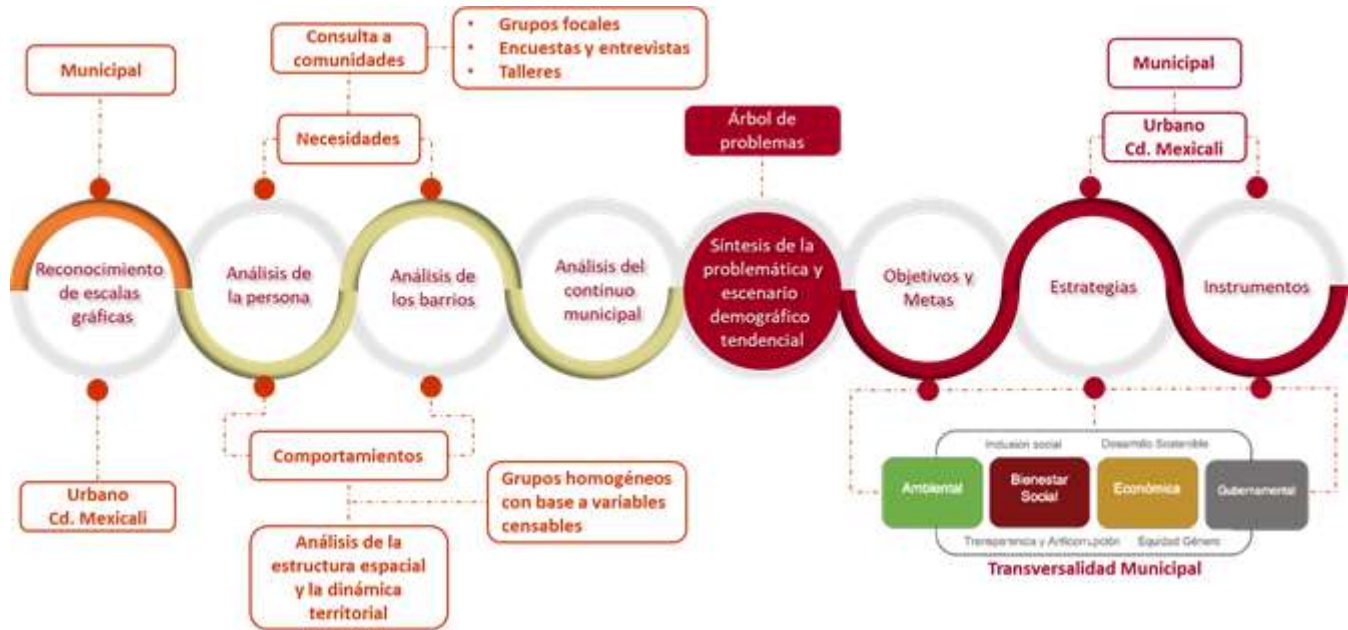 Municipal
Consulta a
comunidades
• Grupos focales
• Encuestas y entrevistas
• Talleres
Necesidades
Árbol de
problemas
Municipal
Urbano
Cd. Mexicali
Reconocimiento
de escalas
gráficas
Análisis de
la persona
Análisis de
los barrios
Análisis del
contínuo
municipal
Síntesis de la
problemática y
escenario
demográfico
tendencial
Objetivos y
Metas
Estrategias
Instrumentos
Urbano
Cd. Mexicali
Comportamientos
Grupos homogéneos
con base a variables
censables
Análisis de la
estructura espacial
y la dinámica
territorial
Inclusión social
Desarrollo Sostenible
Ambiental
Bienestar
Social
Económica
Gubernamental
Transparencia y Anticorrupción
Equidad Género
Transversalidad Municipal